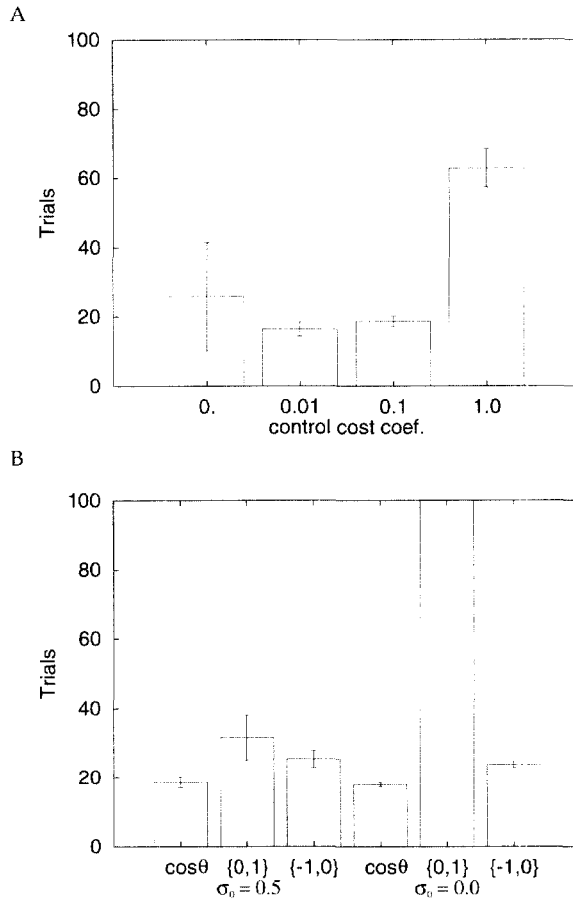 A
100
80
60
40
20
0
Trials
0. 0.01 0.1 1.0
control cost coef.
B
100
80
60
40
20
0
Trials
cosθ {0,1} {-1,0} cosθ {0,1} {-1,0}
σ₀ = 0.5 σ₀ = 0.0